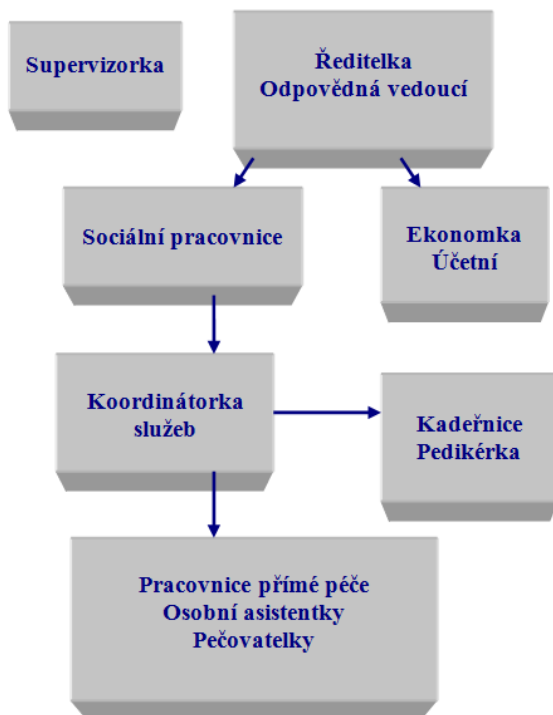 Supervizorka
Ředitelka
Odpovědná vedoucí
Sociální pracovnice
Ekonomka
Účetní
Koordinátorka
služeb
Kadeřnice
Pedikérka
Pracovnice přímé péče
Osobní asistentky
Pečovatelky